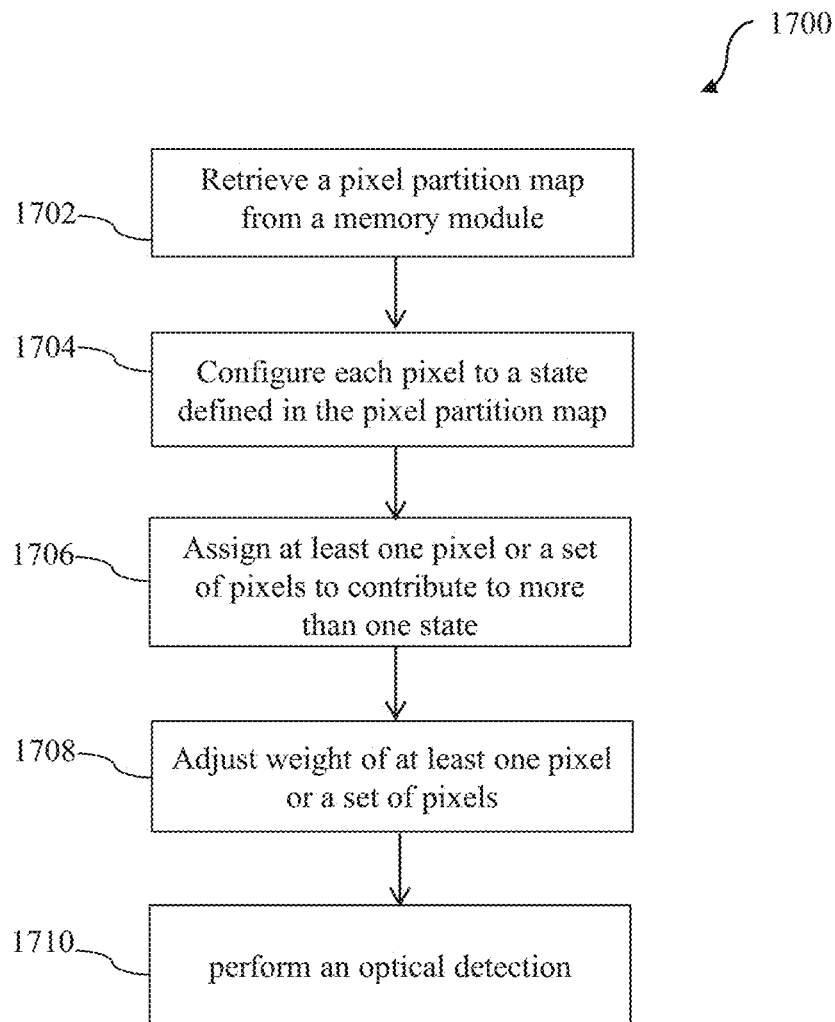 1700
Retrieve a pixel partition map
from a memory module
1702
1704
Configure each pixel to a state
defined in the pixel partition map
1706
Assign at least one pixel or a set
of pixels to contribute to more
than one state
1708
Adjust weight of at least one pixel
or a set of pixels
1710
perform an optical detection